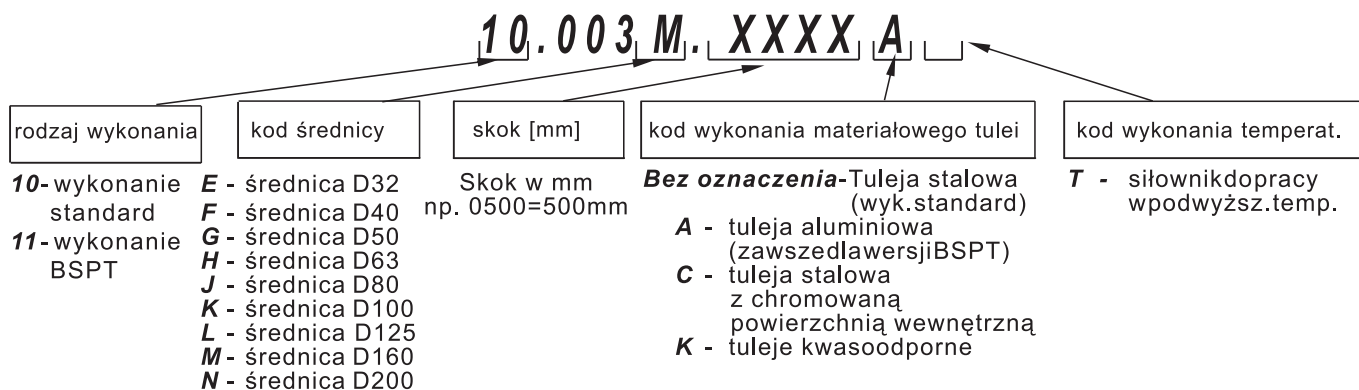 10.003 M. XXXX A
rodzaj wykonania
10- wykonanie
standard
11- wykonanie
BSPT
kod średnicy
E - średnica D32
F - średnica D40
G - średnica D50
H - średnica D63
J - średnica D80
K - średnica D100
L - średnica D125
M - średnica D160
N - średnica D200
skok [mm]
Skok w mm
np. 0500=500mm
kod wykonania materiałowego tulei
Bez oznaczenia-Tuleja stalowa
(wyk.standard)
A - tuleja aluminiowa
(zawszedlawersjiBSPT)
C - tuleja stalowa
z chromowaną
powierzchnią wewnętrzną
K - tuleje kwasoodporne
kod wykonania temperat.
T - siłownikdopracy
wpodwyższ.temp.